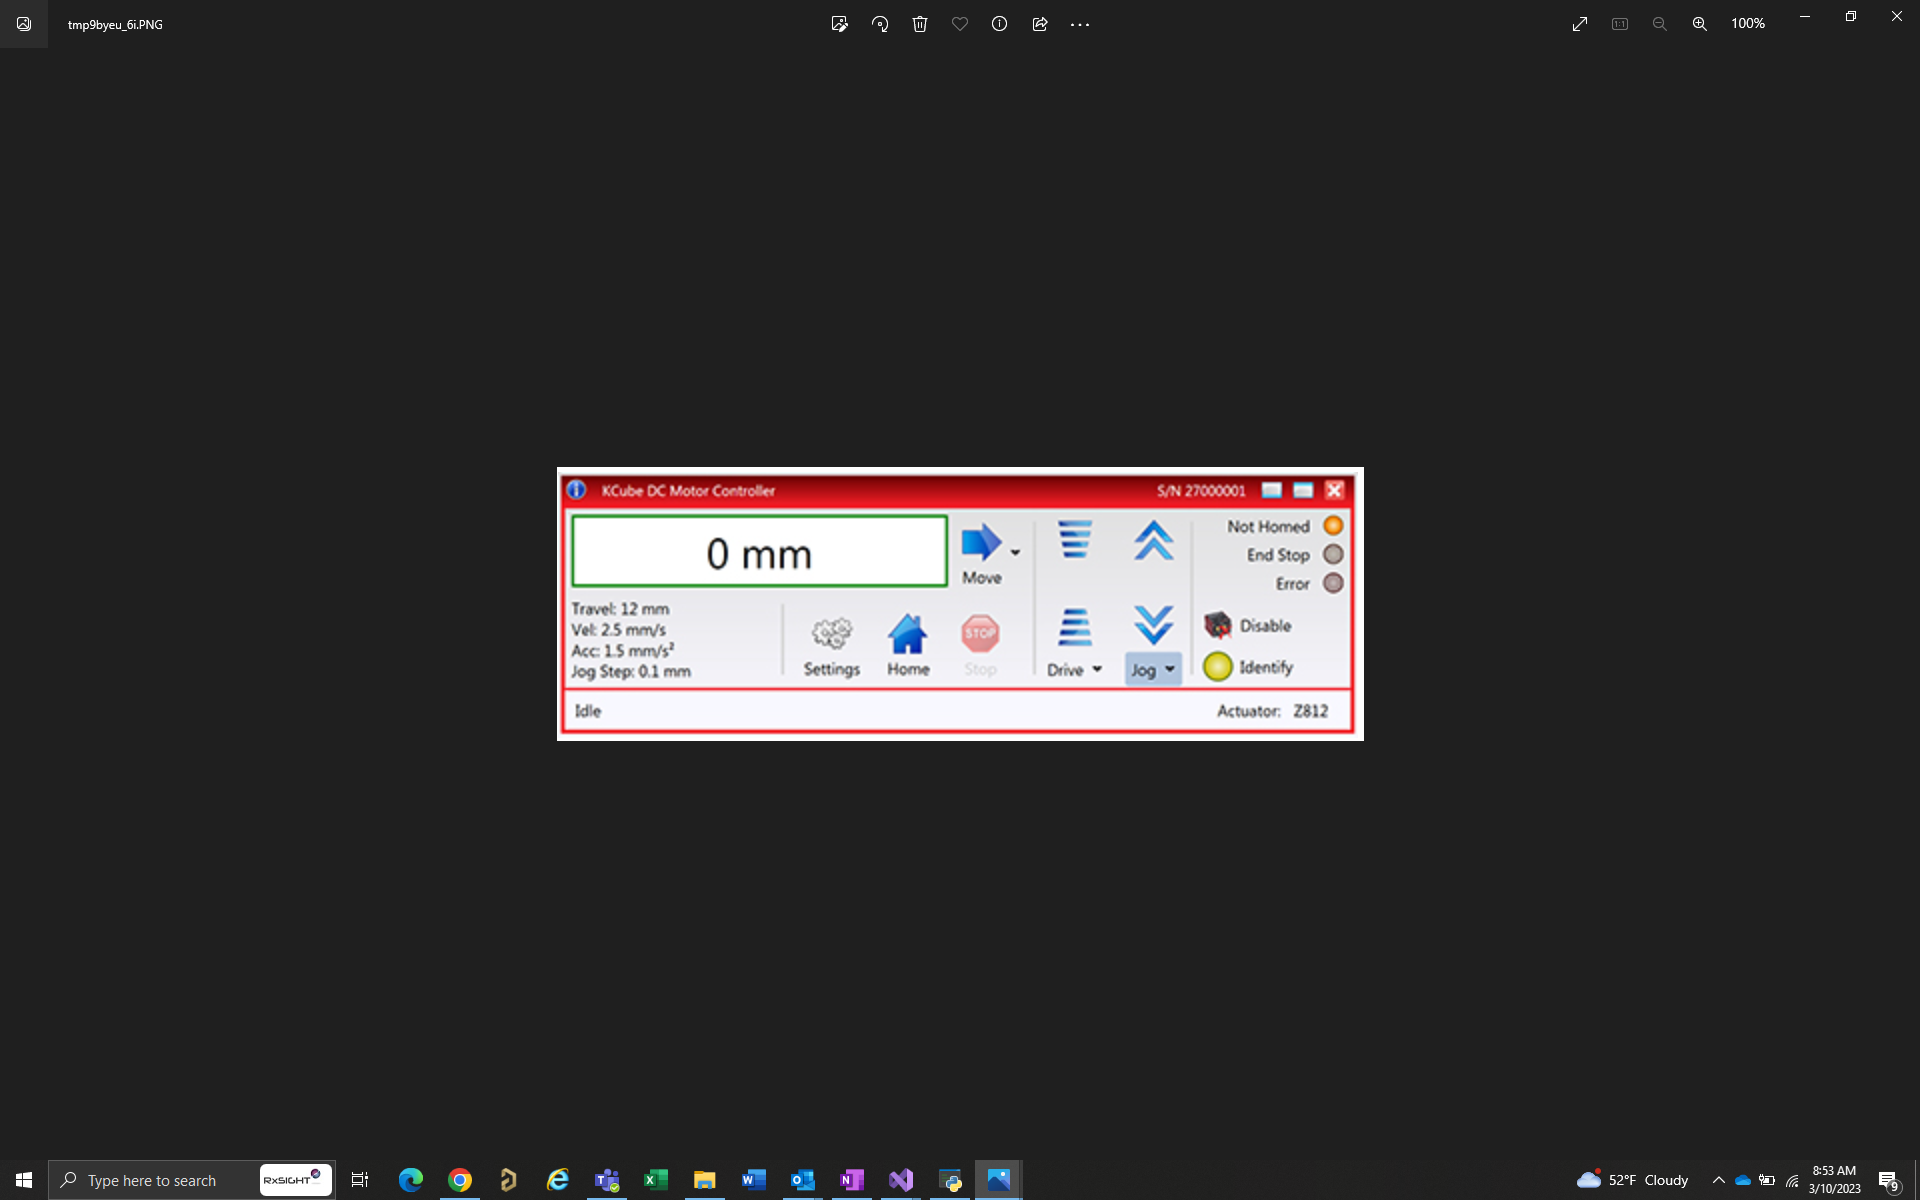 tmp9byeu_6i.PNG
1:1
100%
KCube DC Motor Controller
S/N 27000001
0 mm
Move
Not Homed
End Stop
Error
Travel: 12 mm
Vel: 2.5 mm/s
Acc: 1.5 mm/s²
Jog Step: 0.1 mm
Settings
Home
STOP
Stop
Drive
Jog
Disable
Identify
Idle
Actuator: Z812
Type here to search
RxSIGHT
52°F Cloudy
8:53 AM
3/10/2023
9